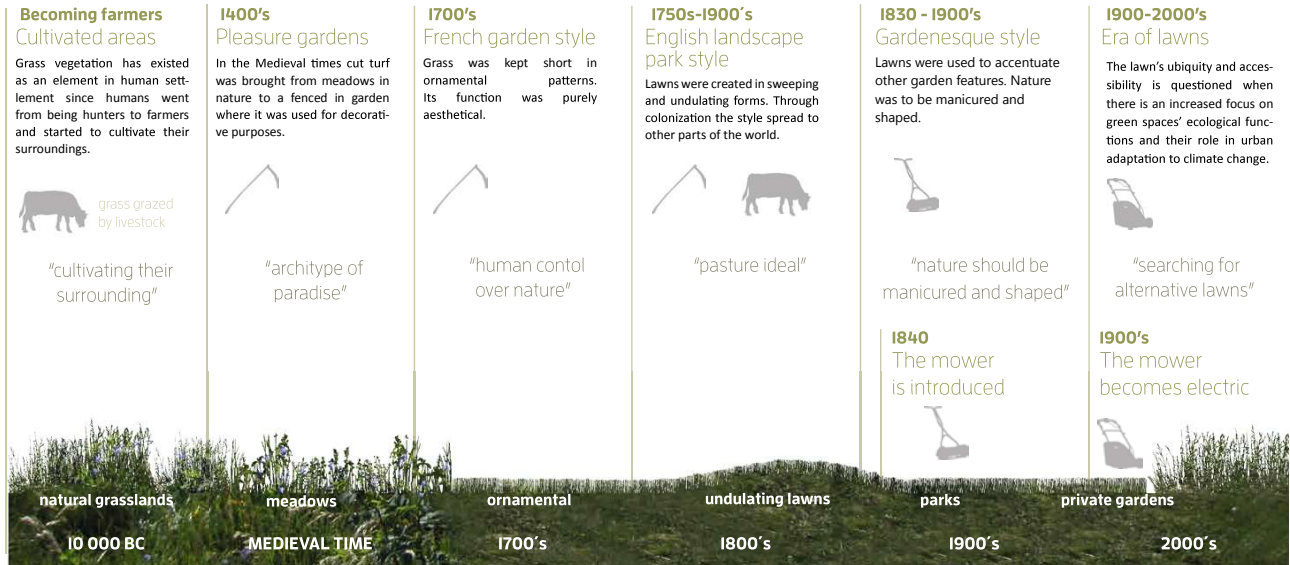 Becoming farmers
Cultivated areas
Grass vegetation has existed
as an element in human sett-
lement since humans went
from being hunters to farmers
and started to cultivate their
surroundings.
grass grazed
by livestock
"cultivating their
surrounding"
1400's
Pleasure gardens
In the Medieval times cut turf
was brought from meadows in
nature to a fenced in garden
where it was used for decorati-
ve purposes.
"architype of
paradise"
1700's
French garden style
Grass was kept short in
ornamental patterns.
Its function was purely
aesthetical.
"human contol
over nature"
1750s-1900´s
English landscape
park style
Lawns were created in sweeping
and undulating forms. Through
colonization the style spread to
other parts of the world.
"pasture ideal"
1830 - 1900's
Gardenesque style
Lawns were used to accentuate
other garden features. Nature
was to be manicured and
shaped.
"nature should be
manicured and shaped"
1840
The mower
is introduced
1900-2000's
Era of lawns
The lawn's ubiquity and acces-
sibility is questioned when
there is an increased focus on
green spaces' ecological func-
tions and their role in urban
adaptation to climate change.
"searching for
alternative lawns"
1900's
The mower
becomes electric
natural grasslands
meadows
ornamental
undulating lawns
parks
private gardens
10 000 BC
MEDIEVAL TIME
1700´s
1800´s
1900´s
2000´s